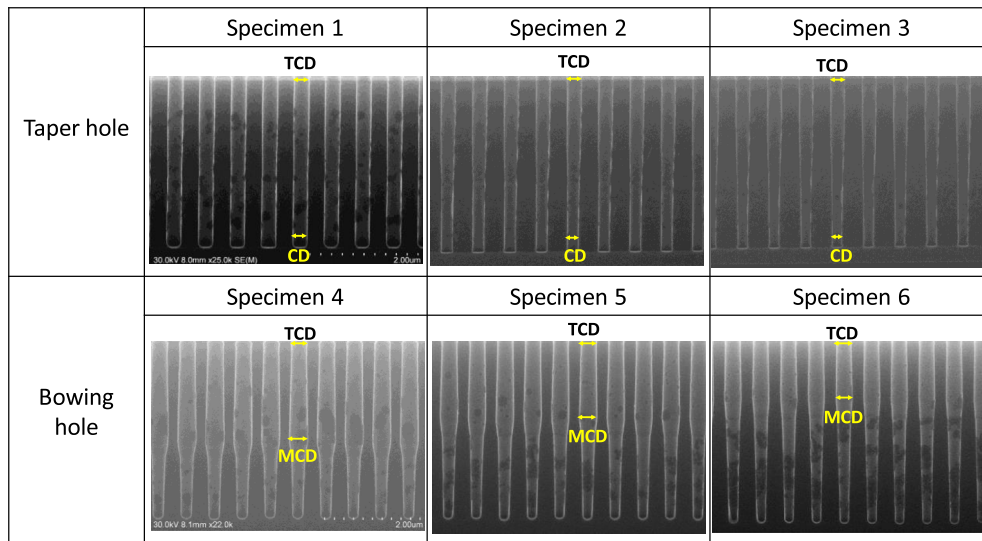 Specimen 1
Specimen 2
Specimen 3
Taper hole
TCD
TCD
TCD
CD
CD
CD
30.0kV 8.0mm x25.0k SE(M)
2.00um
Specimen 4
Specimen 5
Specimen 6
Bowing
hole
TCD
TCD
TCD
MCD
MCD
MCD
30.0kV 8.1mm x22.0k
2.00um